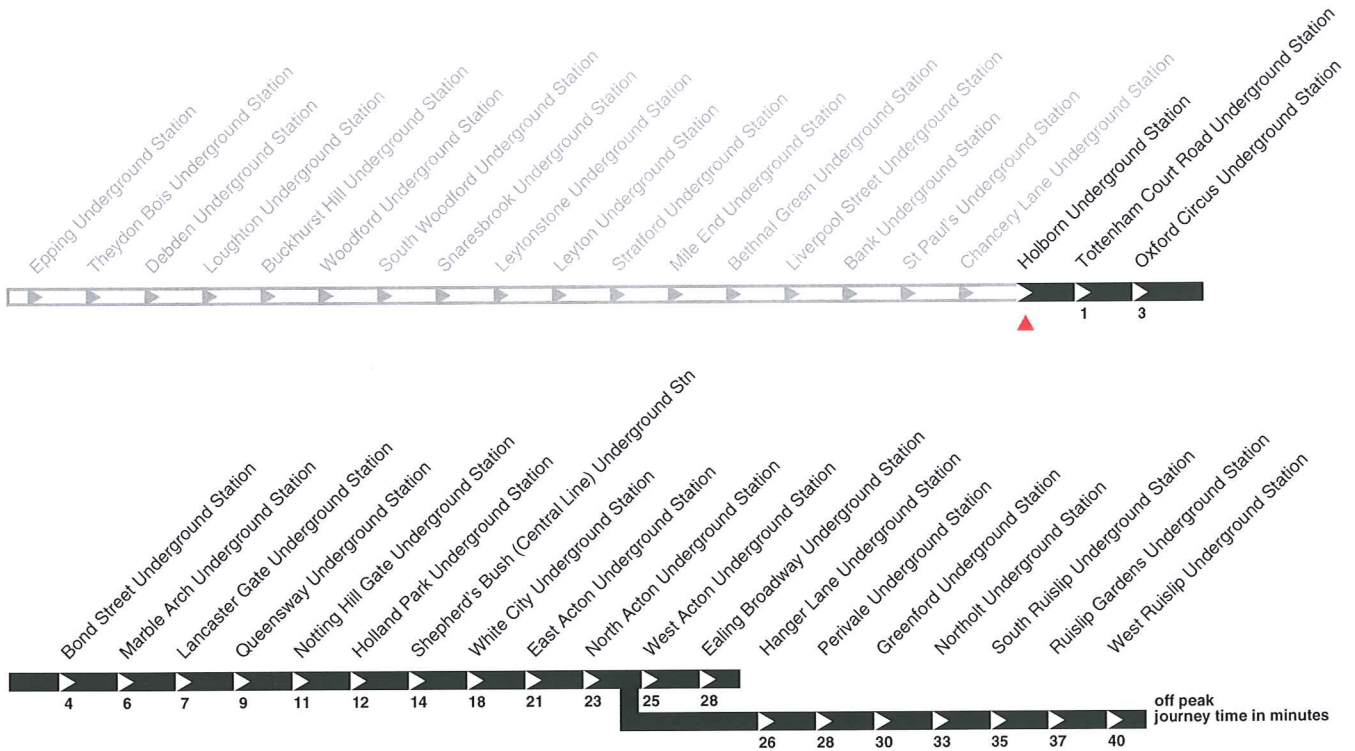 Epping Underground Station
Theydon Bois Underground Station
Debden Underground Station
Loughton Underground Station
Buckhurst Hill Underground Station
Woodford Underground Station
South Woodford Underground Station
Snaresbrook Underground Station
Leytonstone Underground Station
Leyton Underground Station
Stratford Underground Station
Mile End Underground Station
Bethnal Green Underground Station
Liverpool Street Underground Station
Bank Underground Station
St Paul's Underground Station
Chancery Lane Underground Station
Holborn Underground Station
Tottenham Court Road Underground Station
Oxford Circus Underground Station
1 3
Bond Street Underground Station
Marble Arch Underground Station
Lancaster Gate Underground Station
Queensway Underground Station
Notting Hill Gate Underground Station
Holland Park Underground Station
Shepherd's Bush (Central Line) Underground Stn
White City Underground Station
East Acton Underground Station
North Acton Underground Station
West Acton Underground Station
Ealing Broadway Underground Station
Hanger Lane Underground Station
Perivale Underground Station
Greenford Underground Station
Northolt Underground Station
South Ruislip Underground Station
Ruislip Gardens Underground Station
West Ruislip Underground Station
4 6 7 9 11 12 14 18 21 23 25 28
off peak
journey time in minutes
26 28 30 33 35 37 40